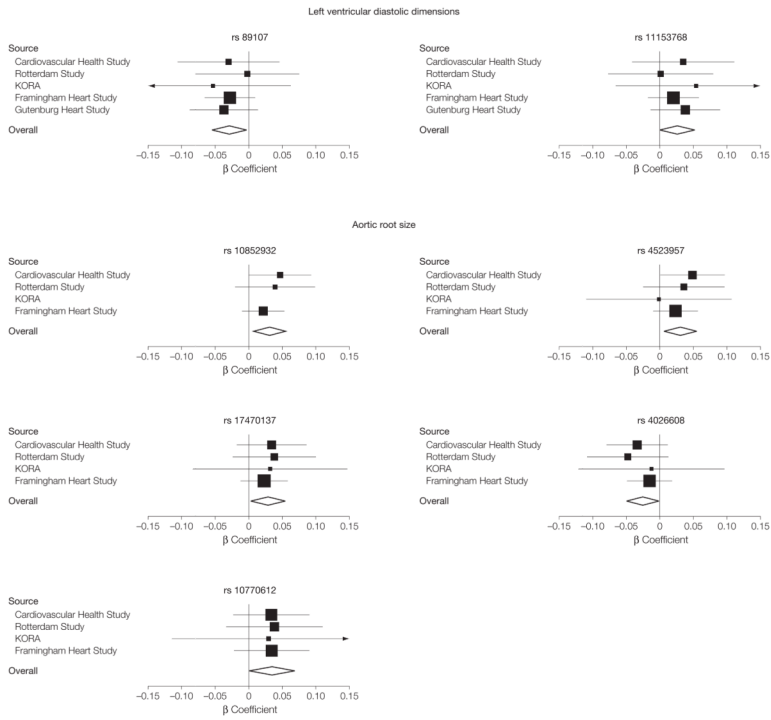 Left ventricular diastolic dimensions
rs 89107
Source
Cardiovascular Health Study
Rotterdam Study
KORA
Framingham Heart Study
Gutenburg Heart Study
Overall
−0.15 −0.10 −0.05 0 0.05 0.10 0.15
β Coefficient
rs 11153768
Source
Cardiovascular Health Study
Rotterdam Study
KORA
Framingham Heart Study
Gutenburg Heart Study
Overall
−0.15 −0.10 −0.05 0 0.05 0.10 0.15
β Coefficient
Aortic root size
rs 10852932
Source
Cardiovascular Health Study
Rotterdam Study
KORA
Framingham Heart Study
Overall
−0.15 −0.10 −0.05 0 0.05 0.10 0.15
β Coefficient
rs 4523957
Source
Cardiovascular Health Study
Rotterdam Study
KORA
Framingham Heart Study
Overall
−0.15 −0.10 −0.05 0 0.05 0.10 0.15
β Coefficient
rs 17470137
Source
Cardiovascular Health Study
Rotterdam Study
KORA
Framingham Heart Study
Overall
−0.15 −0.10 −0.05 0 0.05 0.10 0.15
β Coefficient
rs 4026608
Source
Cardiovascular Health Study
Rotterdam Study
KORA
Framingham Heart Study
Overall
−0.15 −0.10 −0.05 0 0.05 0.10 0.15
β Coefficient
rs 10770612
Source
Cardiovascular Health Study
Rotterdam Study
KORA
Framingham Heart Study
Overall
−0.15 −0.10 −0.05 0 0.05 0.10 0.15
β Coefficient